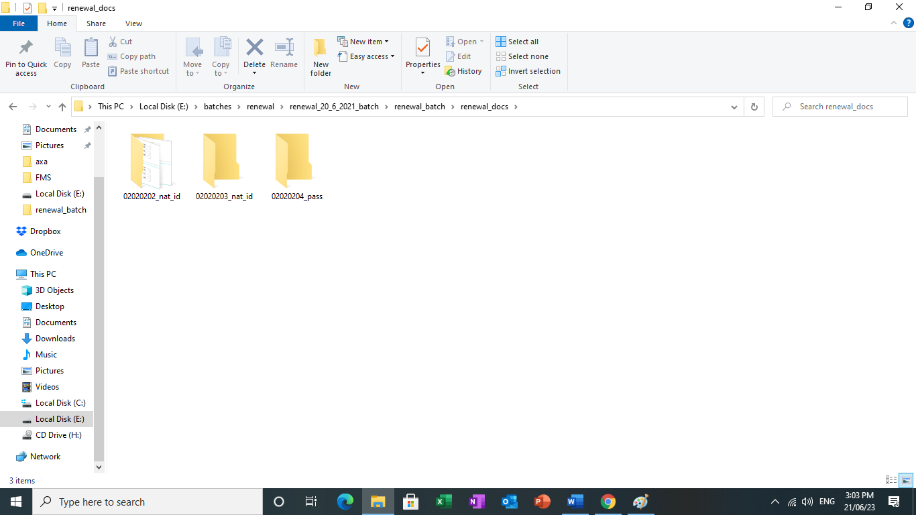 renewal_docs
File Home Share View
Pin to Quick access
Copy
Paste
Cut
Copy path
Paste shortcut
Clipboard
Move to
Copy to
Delete
Rename
Organize
New folder
New item
Easy access
New
Properties
Open
Edit
History
Open
Select all
Select none
Invert selection
Select
This PC > Local Disk (E:) > batches > renewal > renewal_20_6_2021_batch > renewal_batch > renewal_docs >
Search renewal_docs
Documents
Pictures
axa
FMS
Local Disk (E:)
renewal_batch
Dropbox
OneDrive
This PC
3D Objects
Desktop
Documents
Downloads
Music
Pictures
Videos
Local Disk (C:)
Local Disk (E:)
CD Drive (H:)
Network
02020202_nat_id 02020203_nat_id 02020204_pass
3 items
Type here to search
ENG
3:03 PM
21/06/23